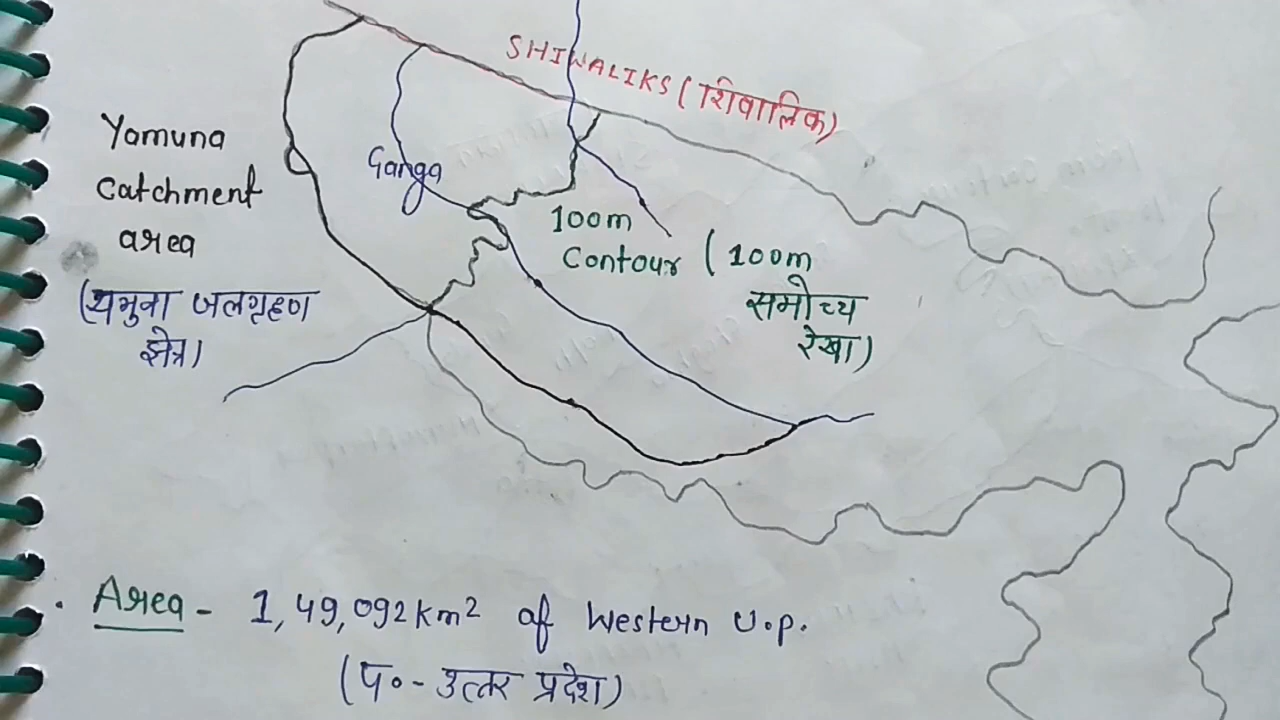 SHIWALIKS (शिवालिक)
Yamuna
Catchment
area
(यमुना जलग्रहण
क्षेत्र)
Ganga
100m
Contour (100m
समोच्य
रेखा)
. Area - 1,49,092 km² of Western U.P.
(प०- उत्तर प्रदेश)